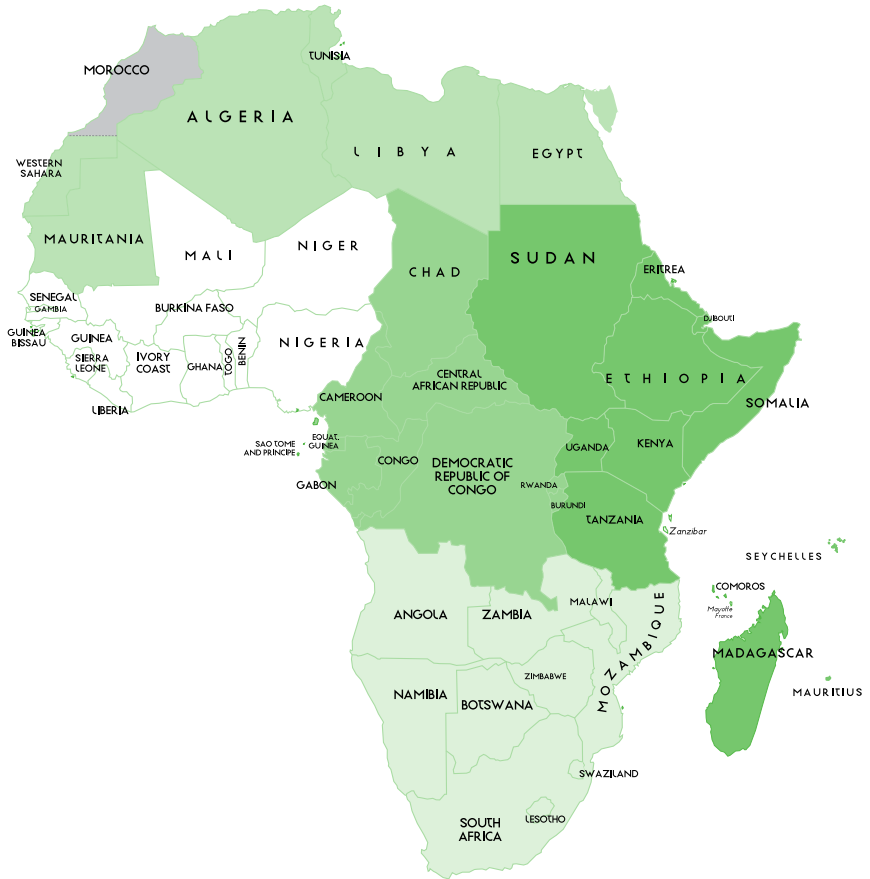 TUNISIA
MOROCCO
ALGERIA
LIBYA
EGYPT
WESTERN
SAHARA
MAURITANIA
MALI
NIGER
CHAD
SUDAN
ERITREA
SENEGAL
GAMBIA
BURKINA FASO
DJIBOUTI
GUINEA
BISSAU
GUINEA
SIERRA
LEONE
IVORY
COAST
GHANA
TOGO
BENIN
NIGERIA
LIBERIA
CENTRAL
AFRICAN REPUBLIC
ETHIOPIA
SOMALIA
CAMEROON
SAO TOME
AND PRINCIPE
EQUAT.
GUINEA
GABON
CONGO
DEMOCRATIC
REPUBLIC OF
CONGO
UGANDA
KENYA
RWANDA
BURUNDI
TANZANIA
Zanzibar
SEYCHELLES
COMOROS
Mayotte
France
ANGOLA
ZAMBIA
MALAWI
MOZAMBIQUE
MADAGASCAR
MAURITIUS
NAMIBIA
BOTSWANA
ZIMBABWE
SWAZILAND
SOUTH
AFRICA
LESOTHO